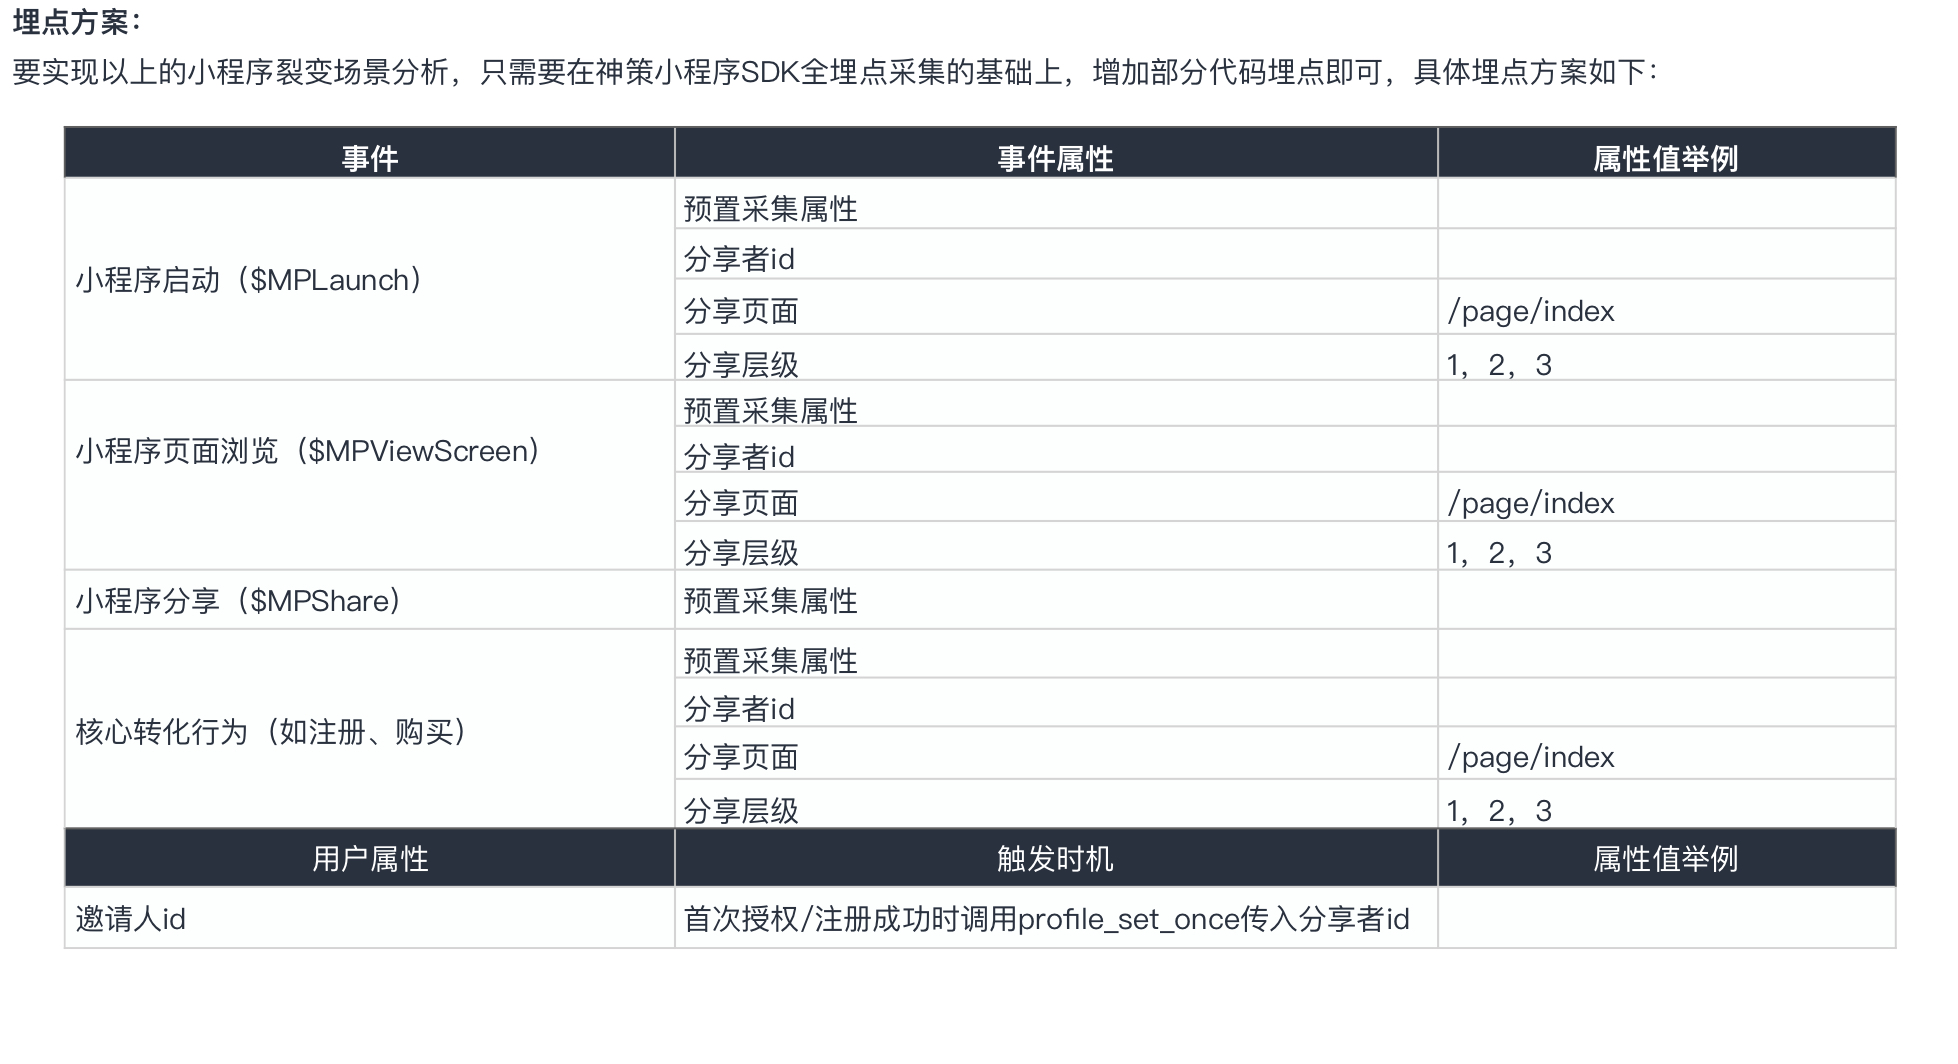 埋点方案：
要实现以上的小程序裂变场景分析，只需要在神策小程序SDK全埋点采集的基础上，增加部分代码埋点即可，具体埋点方案如下：
事件 事件属性 属性值举例
小程序启动（$MPLaunch）
预置采集属性
分享者id
分享页面 /page/index
分享层级 1，2，3
小程序页面浏览（$MPViewScreen）
预置采集属性
分享者id
分享页面 /page/index
分享层级 1，2，3
小程序分享（$MPShare） 预置采集属性
核心转化行为（如注册、购买）
预置采集属性
分享者id
分享页面 /page/index
分享层级 1，2，3
用户属性 触发时机 属性值举例
邀请人id 首次授权/注册成功时调用profile_set_once传入分享者id